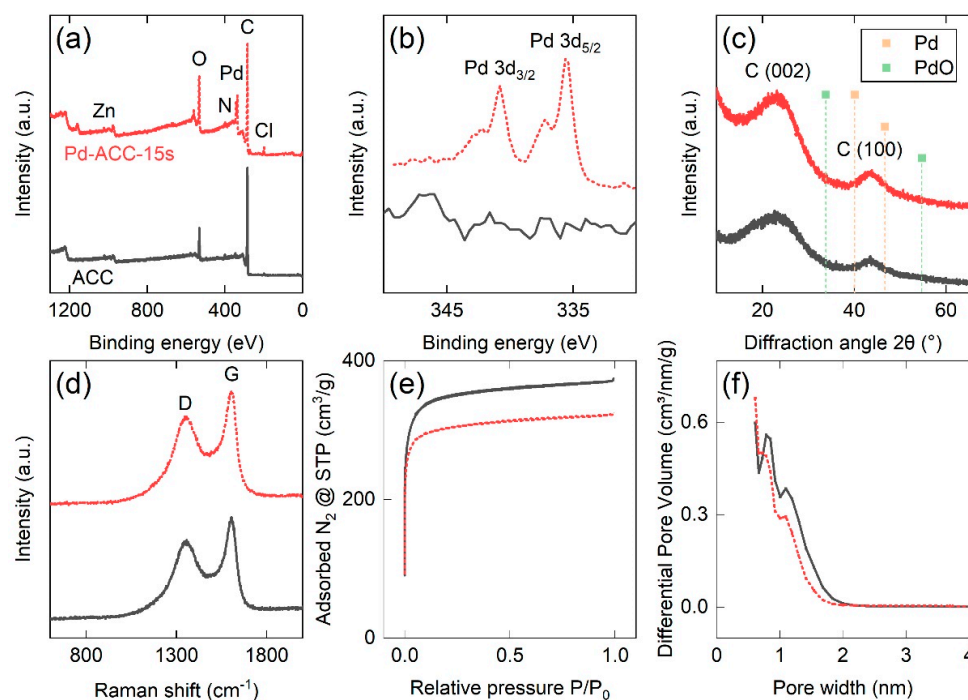 (a)
C
O
Pd
Zn
N
Cl
Pd-ACC-15s
ACC
Intensity (a.u.)
1200 800 400 0
Binding energy (eV)
(b)
Pd 3d5/2
Pd 3d3/2
Intensity (a.u.)
345 335
Binding energy (eV)
(c)
Pd
PdO
C (002)
C (100)
Intensity (a.u.)
20 40 60
Diffraction angle 2θ (°)
(d)
G
D
Intensity (a.u.)
600 1200 1800
Raman shift (cm⁻¹)
(e)
400
200
0
Adsorbed N₂ @ STP (cm³/g)
0.0 0.5 1.0
Relative pressure P/P₀
(f)
0.6
0.3
0.0
Differential Pore Volume (cm³/nm/g)
0 1 2 3 4
Pore width (nm)